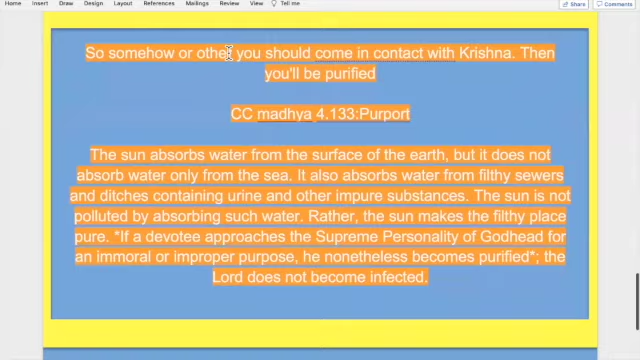 Home Insert Draw Design Layout References Mailings Review View Tell me Share Comments
So somehow or other you should come in contact with Krishna. Then
you'll be purified
CC madhya 4.133:Purport
The sun absorbs water from the surface of the earth, but it does not
absorb water only from the sea. It also absorbs water from filthy sewers
and ditches containing urine and other impure substances. The sun is not
polluted by absorbing such water. Rather, the sun makes the filthy place
pure. *If a devotee approaches the Supreme Personality of Godhead for
an immoral or improper purpose, he nonetheless becomes purified*; the
Lord does not become infected.